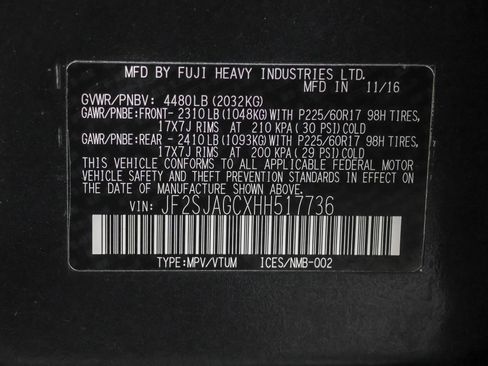 MFD BY FUJI HEAVY INDUSTRIES LTD.
MFD IN 11/16
GVWR/PNBV: 4480LB (2032KG)
GAWR/PNBE:FRONT- 2310 LB (1048KG)WITH P225/60R17 98H TIRES,
17X7J RIMS AT 210 KPA( 30 PSI)COLD
GAWR/PNBE:REAR - 2410 LB (1093KG)WITH P225/60R17 98H TIRES,
17X7J RIMS AT 200 KPA( 29 PSI)COLD
THIS VEHICLE CONFORMS TO ALL APPLICABLE FEDERAL MOTOR
VEHICLE SAFETY AND THEFT PREVENTION STANDARDS IN EFFECT
ON THE DATE OF MANUFACTURE SHOWN ABOVE.
VIN: JF2SJAGCXHH517736
TYPE:MPV/VTUM ICES/NMB-002